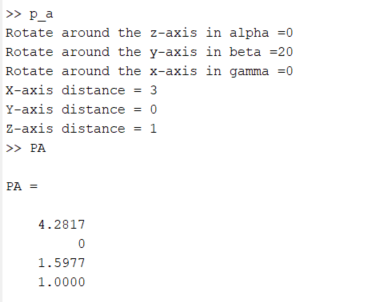 >> p_a
Rotate around the z-axis in alpha =0
Rotate around the y-axis in beta =20
Rotate around the x-axis in gamma =0
X-axis distance = 3
Y-axis distance = 0
Z-axis distance = 1
>> PA
PA =
4.2817
0
1.5977
1.0000